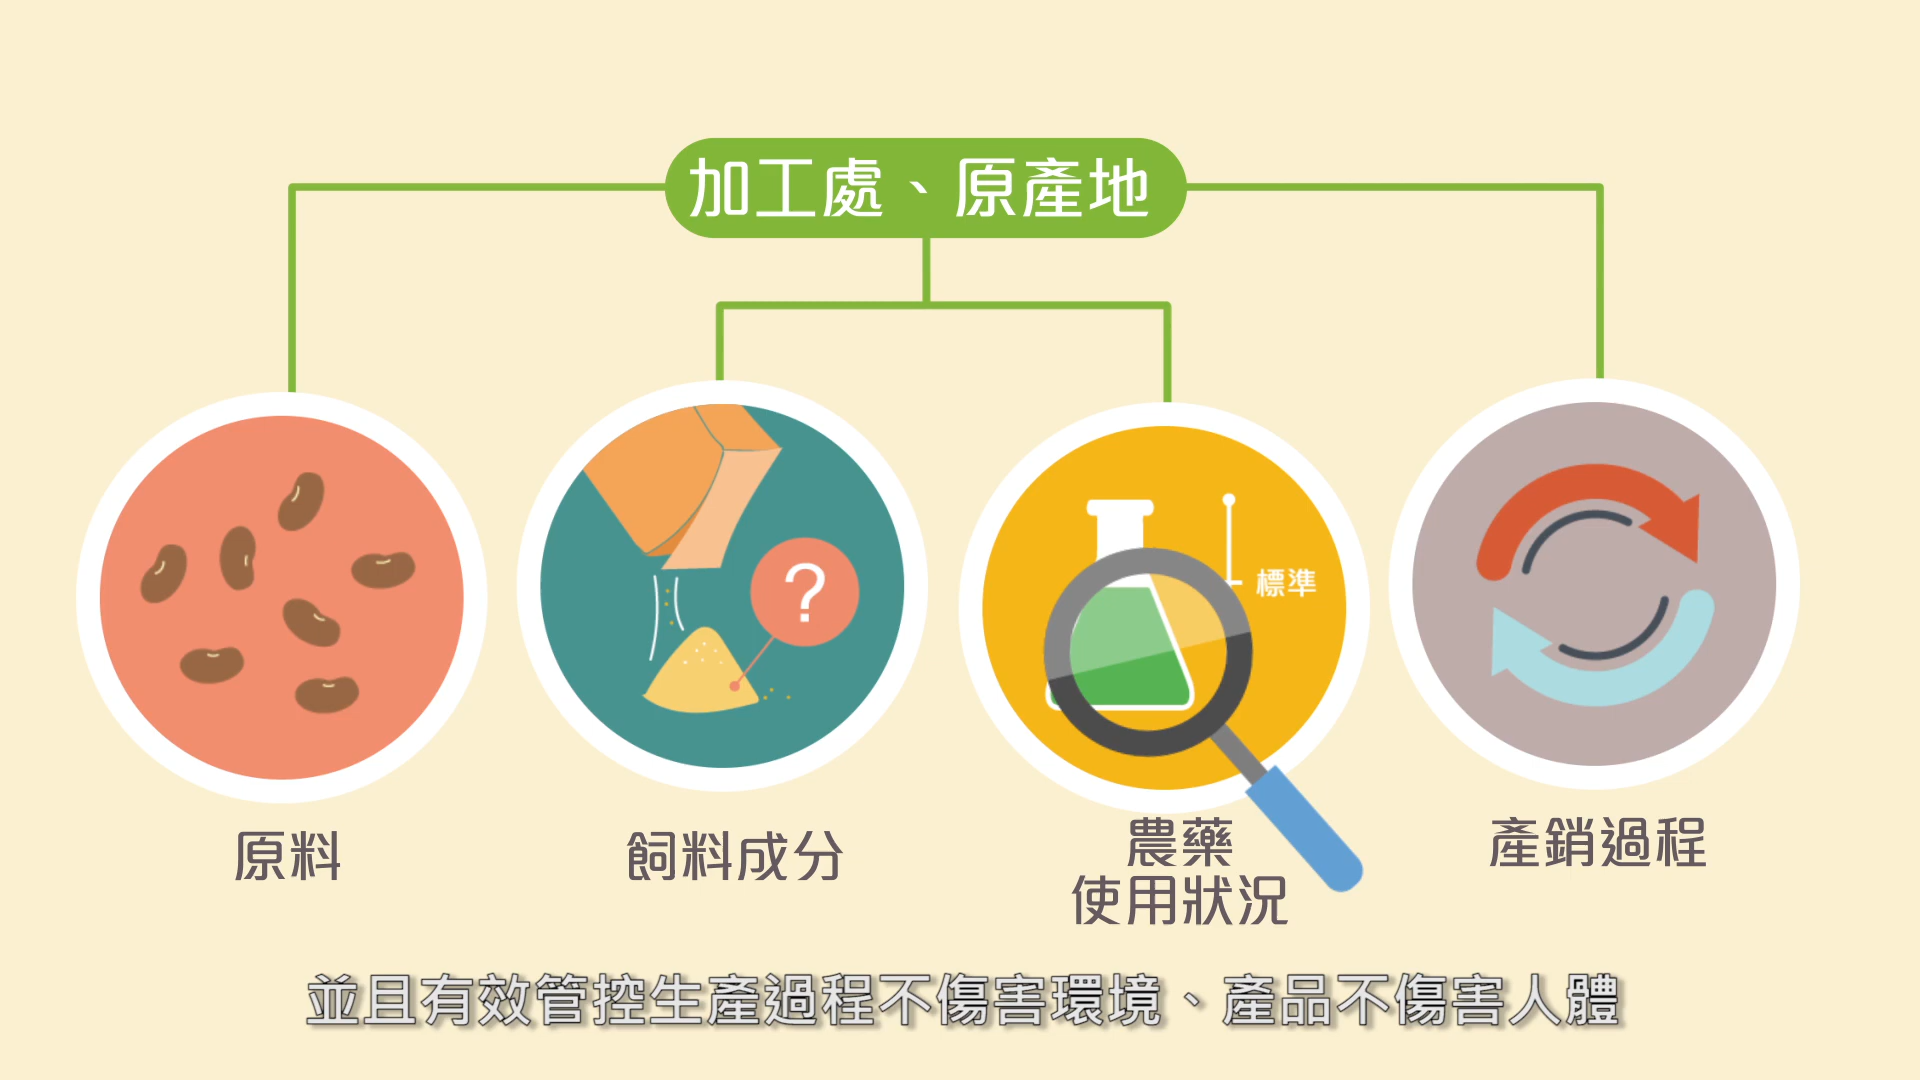 加工處、原產地
?
標準
原料
飼料成分
農藥
使用狀況
產銷過程
並且有效管控生產過程不傷害環境、產品不傷害人體